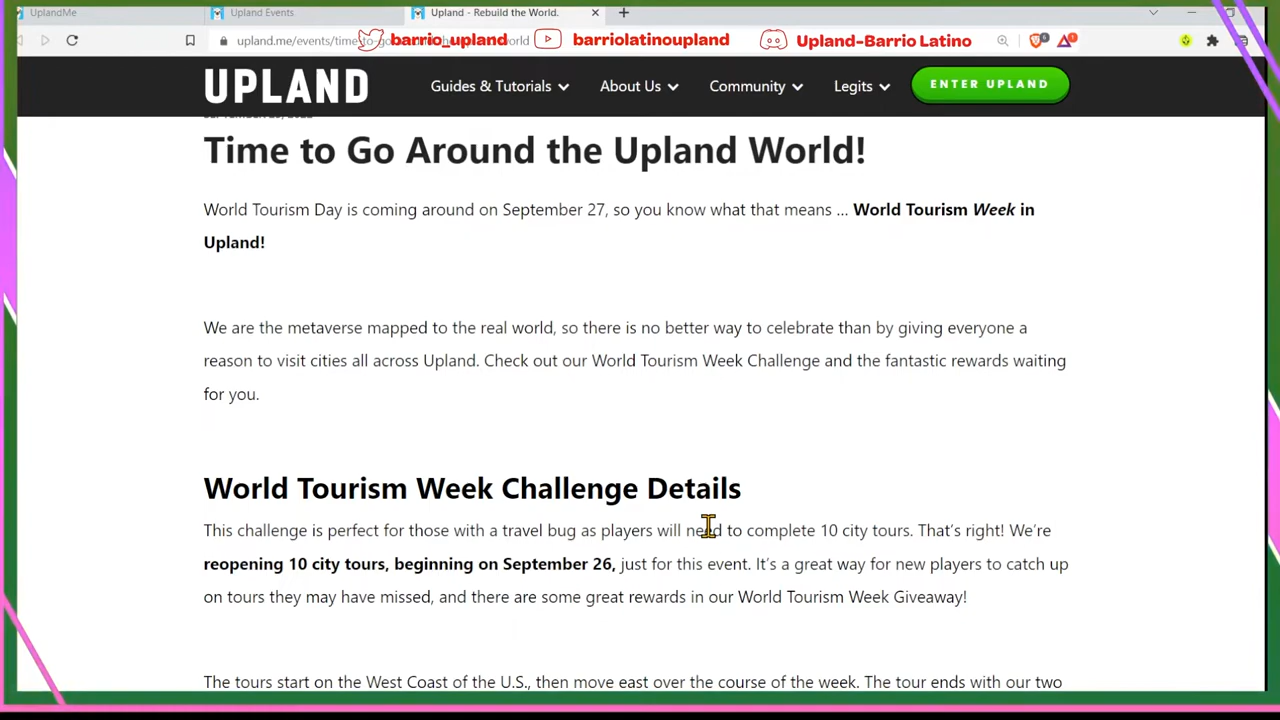 UplandMe
Upland Events
Upland - Rebuild the World.
barrio_upland
barriolatinoupland
Upland-Barrio Latino
UPLAND
Guides & Tutorials
About Us
Community
Legits
ENTER UPLAND
Time to Go Around the Upland World!
World Tourism Day is coming around on September 27, so you know what that means ... World Tourism Week in
Upland!
We are the metaverse mapped to the real world, so there is no better way to celebrate than by giving everyone a
reason to visit cities all across Upland. Check out our World Tourism Week Challenge and the fantastic rewards waiting
for you.
World Tourism Week Challenge Details
This challenge is perfect for those with a travel bug as players will need to complete 10 city tours. That's right! We're
reopening 10 city tours, beginning on September 26, just for this event. It's a great way for new players to catch up
on tours they may have missed, and there are some great rewards in our World Tourism Week Giveaway!
The tours start on the West Coast of the U.S., then move east over the course of the week. The tour ends with our two